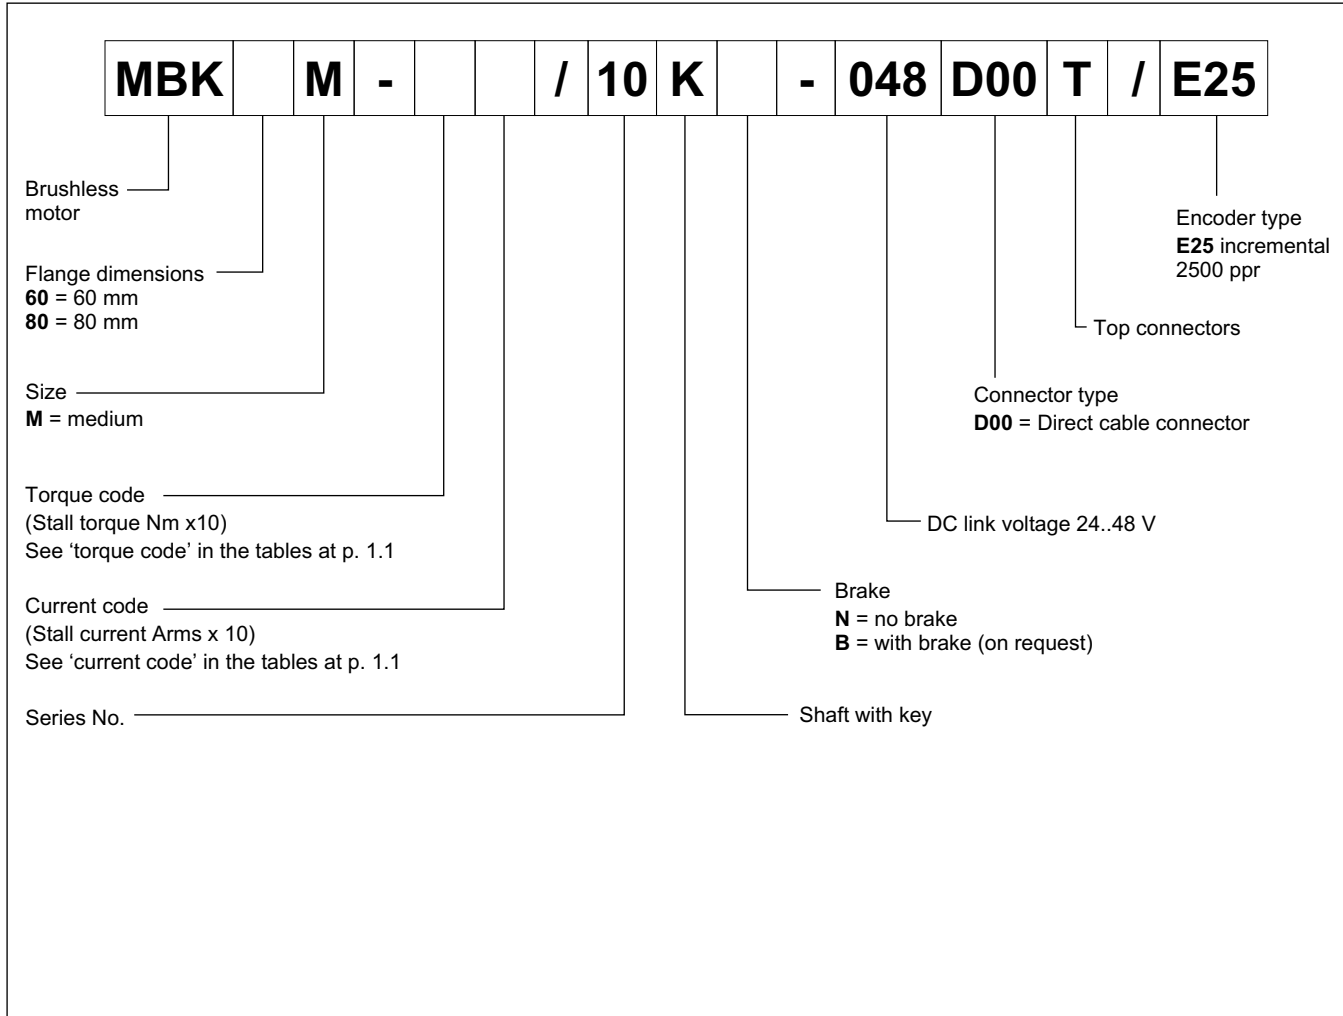 MBK M - / 10 K - 048 D00 T / E25
Brushless
motor
Flange dimensions
60 = 60 mm
80 = 80 mm
Size
M = medium
Torque code
(Stall torque Nm x10)
See ‘torque code’ in the tables at p. 1.1
Current code
(Stall current Arms x 10)
See ‘current code’ in the tables at p. 1.1
Series No.
Encoder type
E25 incremental
2500 ppr
Top connectors
Connector type
D00 = Direct cable connector
DC link voltage 24..48 V
Brake
N = no brake
B = with brake (on request)
Shaft with key